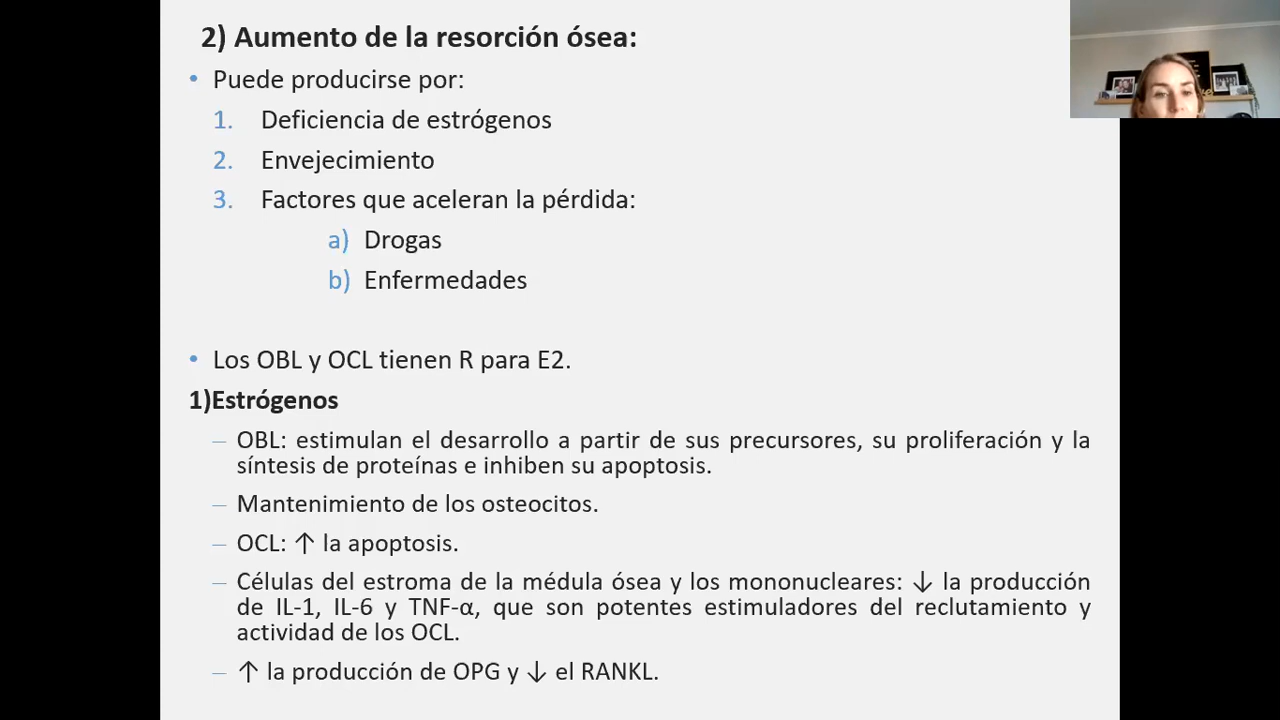 2) Aumento de la resorción ósea:
• Puede producirse por:
1. Deficiencia de estrógenos
2. Envejecimiento
3. Factores que aceleran la pérdida:
a) Drogas
b) Enfermedades
• Los OBL y OCL tienen R para E2.
1)Estrógenos
– OBL: estimulan el desarrollo a partir de sus precursores, su proliferación y la
síntesis de proteínas e inhiben su apoptosis.
– Mantenimiento de los osteocitos.
– OCL: ↑ la apoptosis.
– Células del estroma de la médula ósea y los mononucleares: ↓ la producción
de IL-1, IL-6 y TNF-α, que son potentes estimuladores del reclutamiento y
actividad de los OCL.
– ↑ la producción de OPG y ↓ el RANKL.